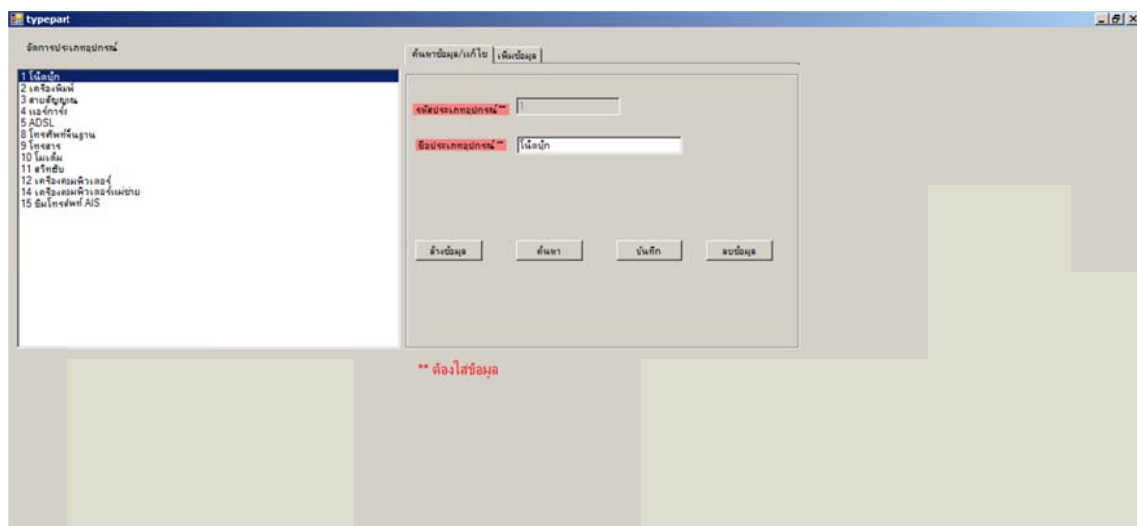 typepart
จัดการประเภทอุปกรณ์
ค้นหาข้อมูล/แก้ไข เพิ่มข้อมูล
1 โน๊ตบุ๊ก
2 เครื่องพิมพ์
3 สายสัญญาณ
4 แอร์การ์ด
5 ADSL
8 โทรศัพท์พื้นฐาน
9 โทรสาร
10 โมเด็ม
11 สวิทซ์
12 เครื่องคอมพิวเตอร์
14 เครื่องคอมพิวเตอร์แม่ข่าย
15 ซิมโทรศัพท์ AIS
รหัสประเภทอุปกรณ์** 1
ชื่อประเภทอุปกรณ์** โน๊ตบุ๊ก
ล้างข้อมูล ค้นหา บันทึก ลบข้อมูล
** ต้องใส่ข้อมูล